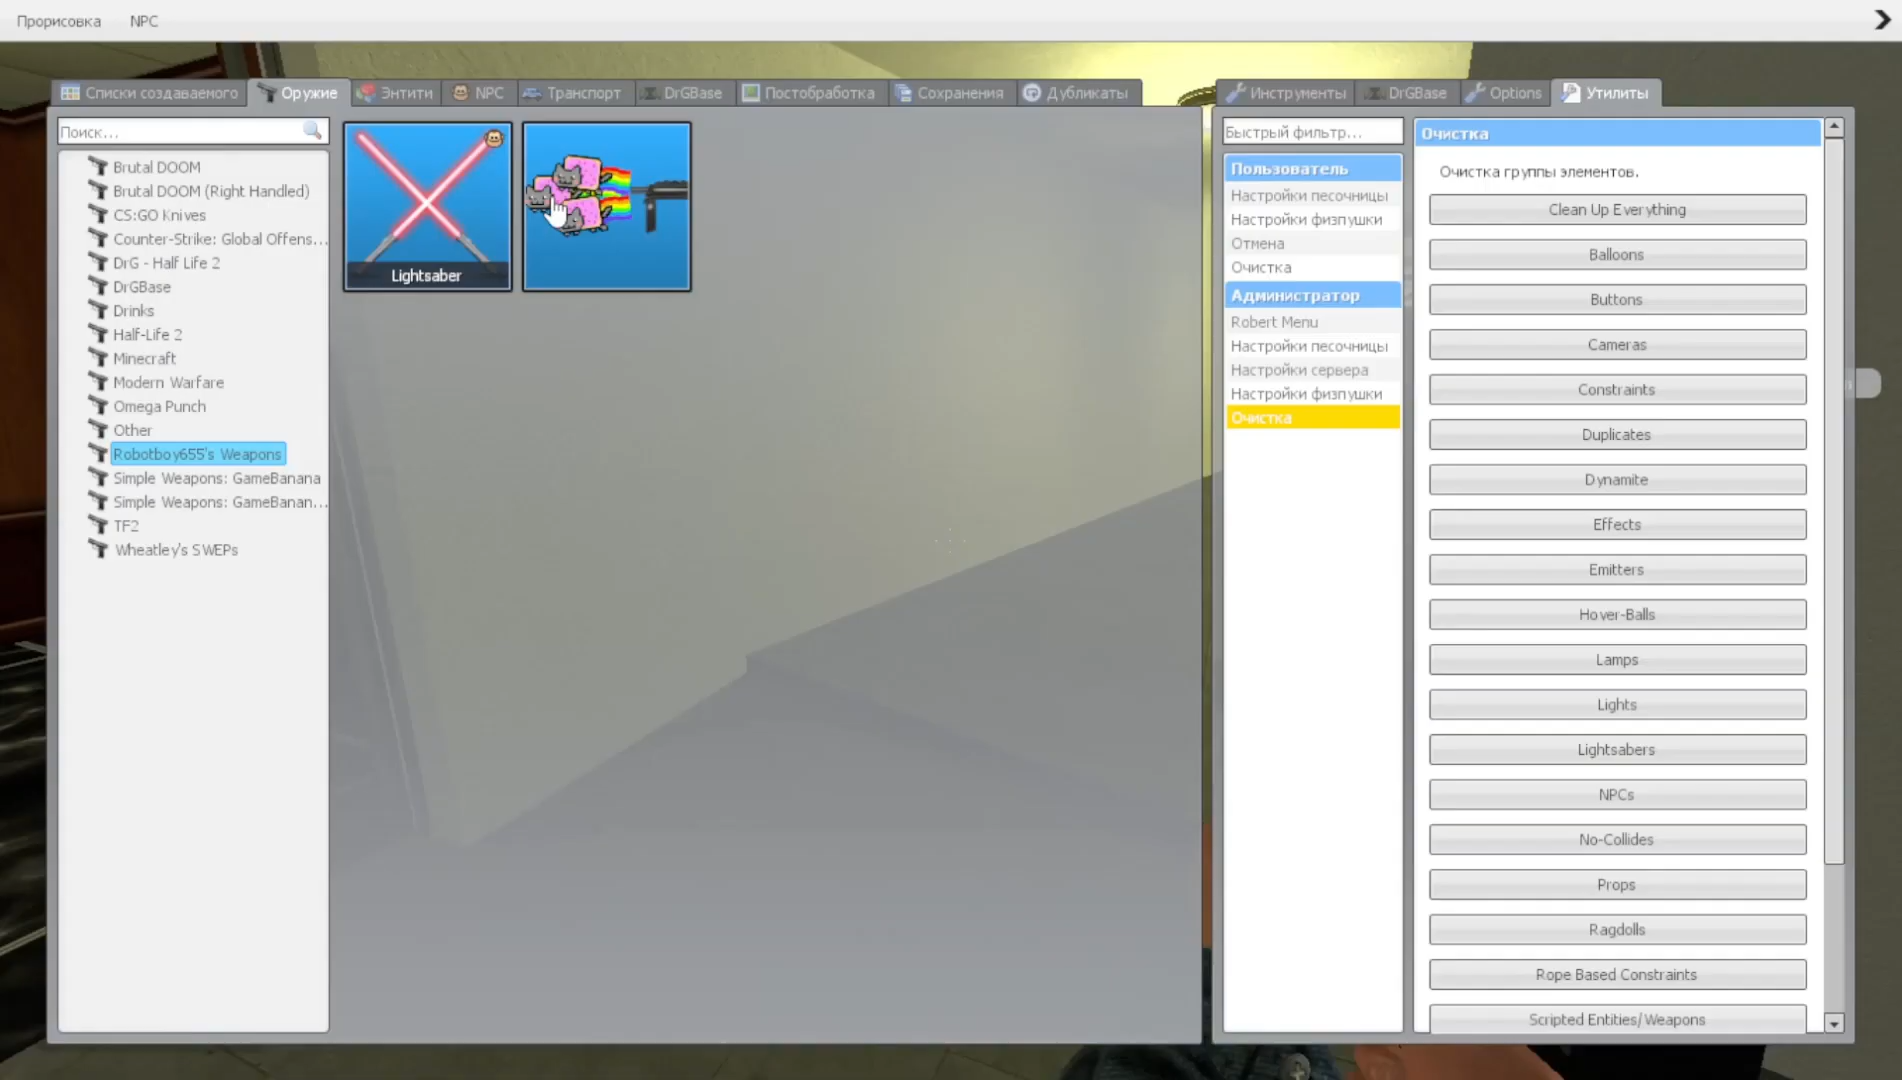 Прорисовка NPC
Списки создаваемого Оружие Энтити NPC Транспорт DrGBase Постобработка Сохранения Дубликаты
Инструменты DrGBase Options Утилиты
Поиск...
Brutal DOOM
Brutal DOOM (Right Handled)
CS:GO Knives
Counter-Strike: Global Offens...
DrG - Half Life 2
DrGBase
Drinks
Half-Life 2
Minecraft
Modern Warfare
Omega Punch
Other
Robotboy655's Weapons
Simple Weapons: GameBanana
Simple Weapons: GameBanan...
TF2
Wheatley's SWEPs
Lightsaber
Быстрый фильтр...
Пользователь
Настройки песочницы
Настройки физпушки
Отмена
Очистка
Администратор
Robert Menu
Настройки песочницы
Настройки сервера
Настройки физпушки
Очистка
Очистка
Очистка группы элементов.
Clean Up Everything
Balloons
Buttons
Cameras
Constraints
Duplicates
Dynamite
Effects
Emitters
Hover-Balls
Lamps
Lights
Lightsabers
NPCs
No-Collides
Props
Ragdolls
Rope Based Constraints
Scripted Entities/Weapons